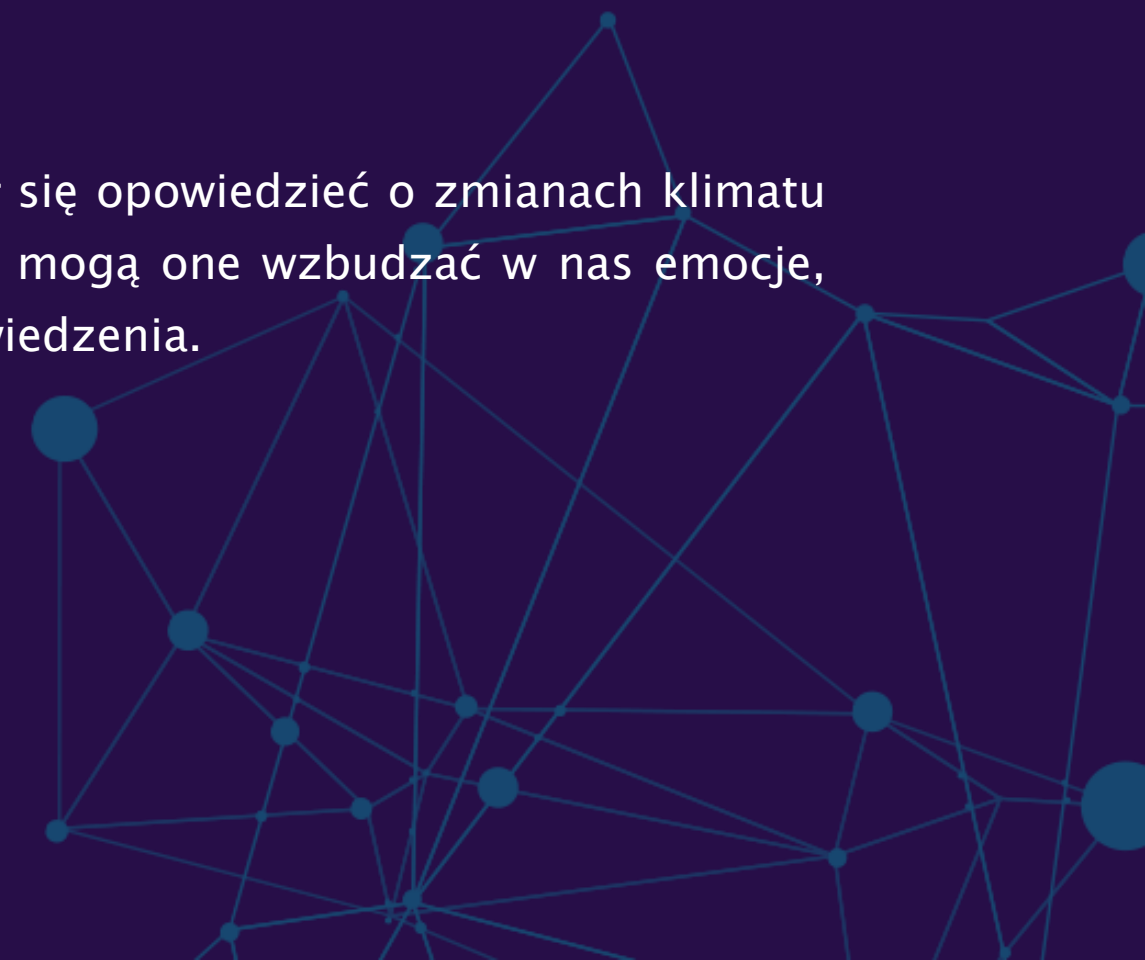 się opowiedzieć o zmianach klimatu
mogą one wzbudzać w nas emocje,